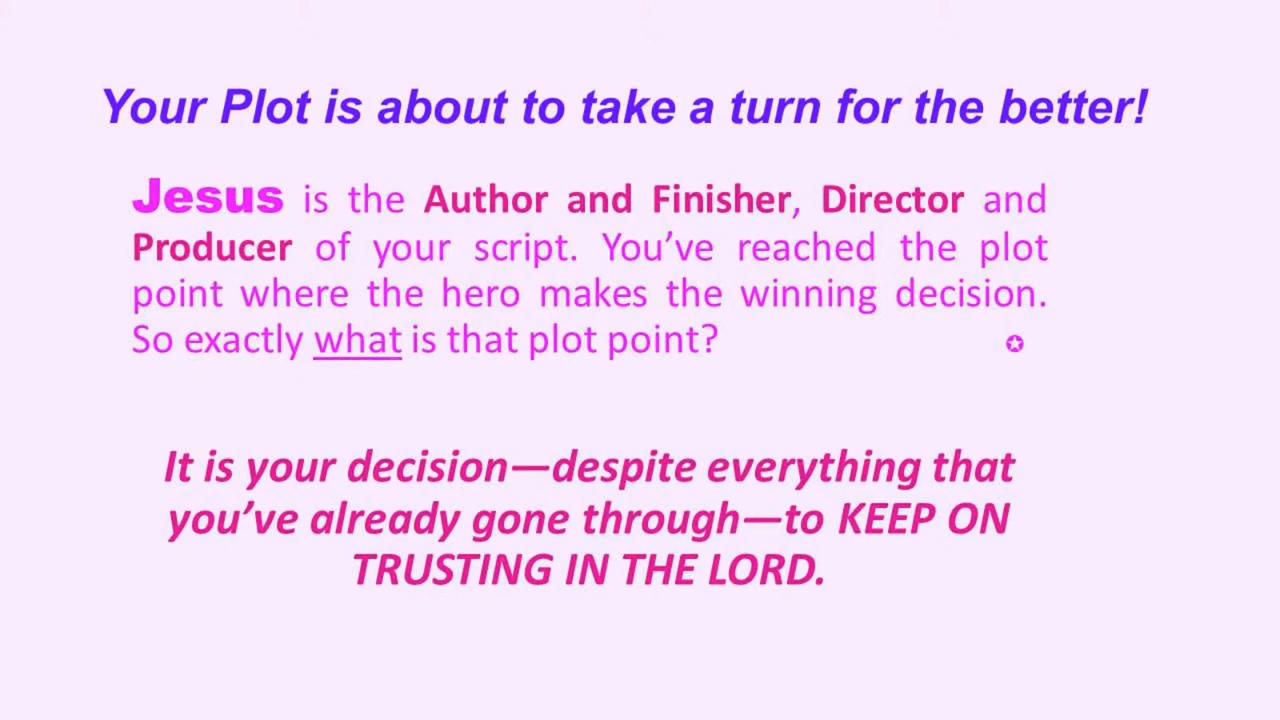 Your Plot is about to take a turn for the better!
Jesus is the Author and Finisher, Director and
Producer of your script. You’ve reached the plot
point where the hero makes the winning decision.
So exactly what is that plot point? ✪
It is your decision—despite everything that
you’ve already gone through—to KEEP ON
TRUSTING IN THE LORD.